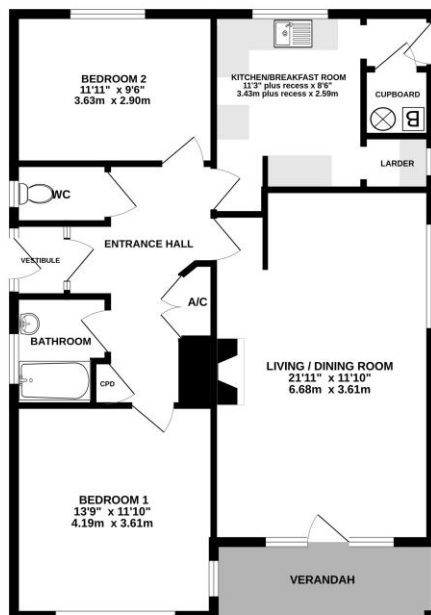 BEDROOM 2
11'11" x 9'6"
3.63m x 2.90m
KITCHEN/BREAKFAST ROOM
11'3" plus recess x 8'6"
3.43m plus recess x 2.59m
CUPBOARD
B
LARDER
WC
ENTRANCE HALL
VESTIBULE
A/C
BATHROOM
CPD
LIVING / DINING ROOM
21'11" x 11'10"
6.68m x 3.61m
BEDROOM 1
13'9" x 11'10"
4.19m x 3.61m
VERANDAH